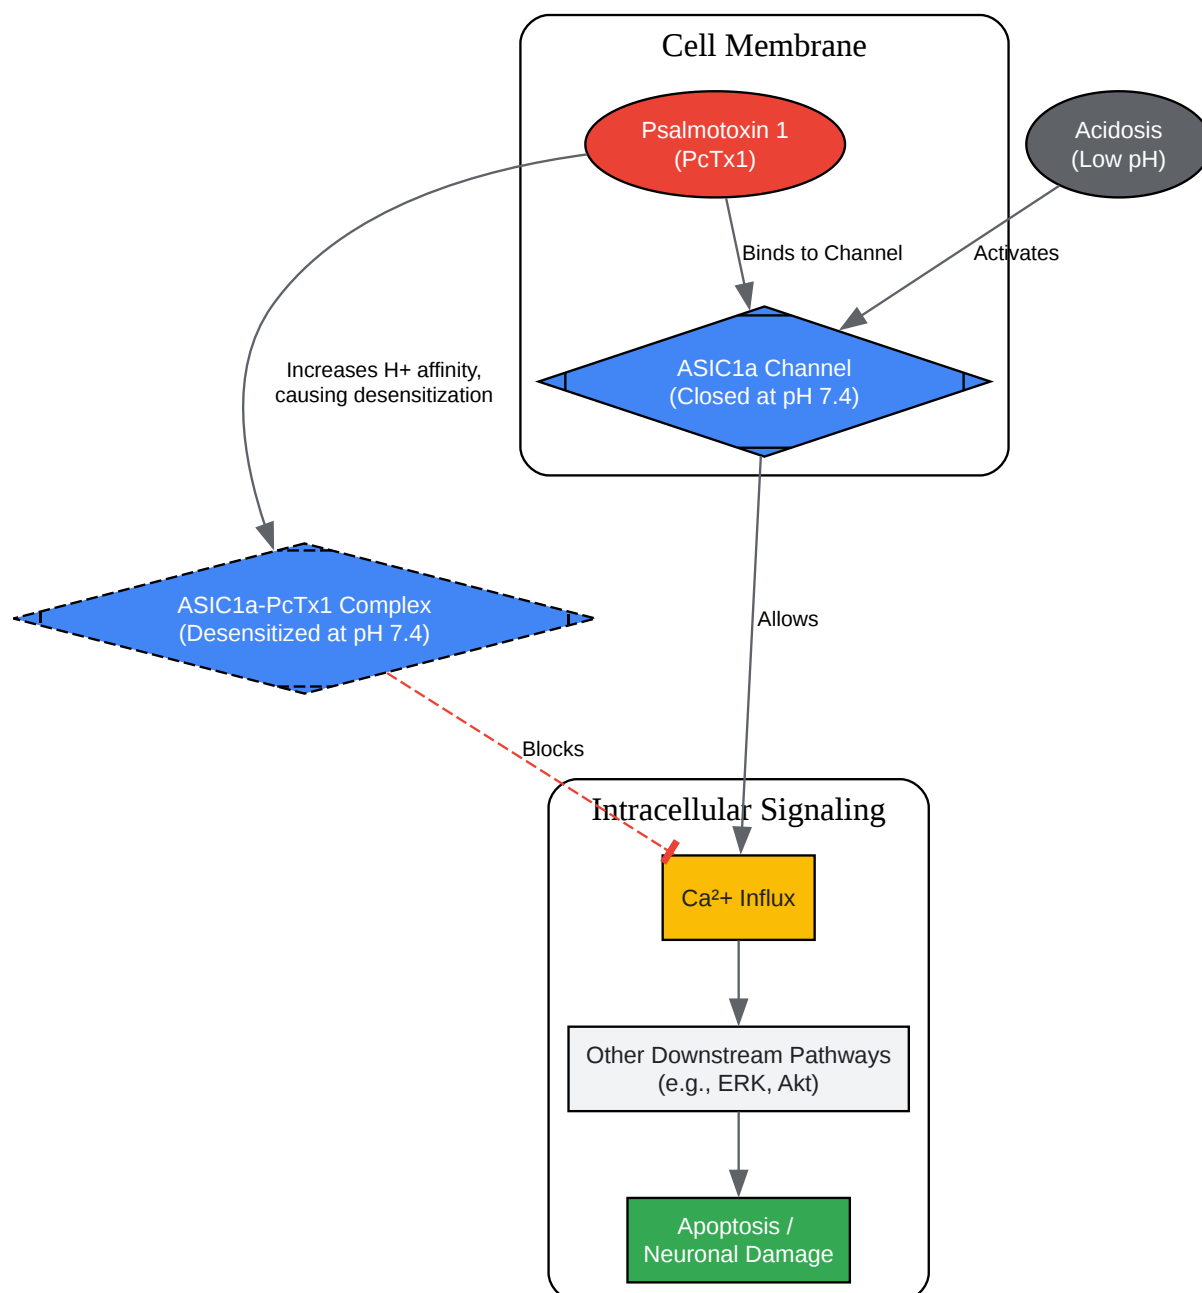 Cell Membrane
Psalmotoxin 1
(PcTx1)
Acidosis
(Low pH)
Binds to Channel
Activates
Increases H+ affinity,
causing desensitization
ASIC1a Channel
(Closed at pH 7.4)
ASIC1a-PcTx1 Complex
(Desensitized at pH 7.4)
Allows
Blocks
Intracellular Signaling
Ca²+ Influx
Other Downstream Pathways
(e.g., ERK, Akt)
Apoptosis /
Neuronal Damage